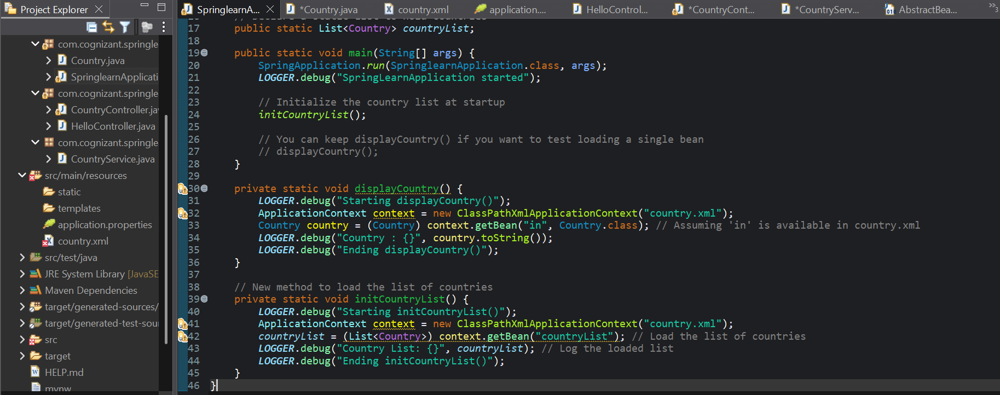 Project Explorer
SpringlearnA...
*Country.java
country.xml
application....
HelloControl...
*CountryCont...
*CountryServ...
AbstractBea...
3
com.cognizant.springle
Country.java
SpringlearnApplicati
com.cognizant.springle
CountryController.ja
HelloController.java
com.cognizant.springle
CountryService.java
src/main/resources
static
templates
application.properties
country.xml
src/test/java
JRE System Library [JavaSE
Maven Dependencies
target/generated-sources/
target/generated-test-sou
src
target
HELP.md
mvnw
16 // Declare a static list to hold countries
17 public static List<Country> countryList;
18
19 public static void main(String[] args) {
20 SpringApplication.run(SpringlearnApplication.class, args);
21 LOGGER.debug("SpringLearnApplication started");
22
23 // Initialize the country list at startup
24 initCountryList();
25
26 // You can keep displayCountry() if you want to test loading a single bean
27 // displayCountry();
28 }
29
30 private static void displayCountry() {
31 LOGGER.debug("Starting displayCountry()");
32 ApplicationContext context = new ClassPathXmlApplicationContext("country.xml");
33 Country country = (Country) context.getBean("in", Country.class); // Assuming 'in' is available in country.xml
34 LOGGER.debug("Country : {}", country.toString());
35 LOGGER.debug("Ending displayCountry()");
36 }
37
38 // New method to load the list of countries
39 private static void initCountryList() {
40 LOGGER.debug("Starting initCountryList()");
41 ApplicationContext context = new ClassPathXmlApplicationContext("country.xml");
42 countryList = (List<Country>) context.getBean("countryList"); // Load the list of countries
43 LOGGER.debug("Country List: {}", countryList); // Log the loaded list
44 LOGGER.debug("Ending initCountryList()");
45 }
46 }